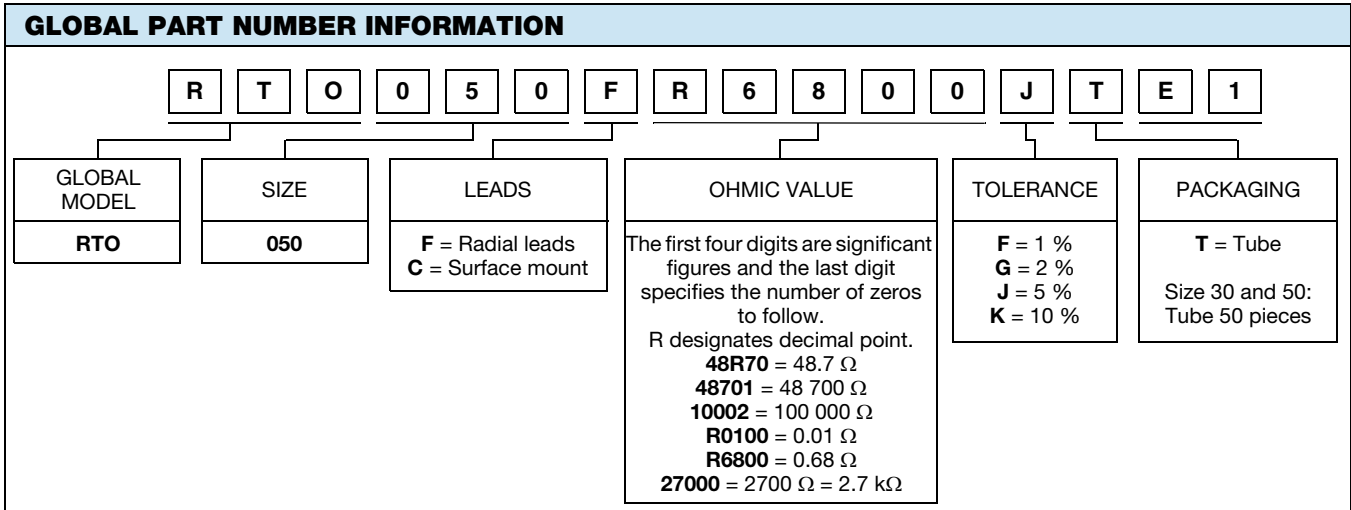 GLOBAL PART NUMBER INFORMATION
R T O 0 5 0 F R 6 8 0 0 J T E 1
GLOBAL
MODEL
RTO
SIZE
050
LEADS
F = Radial leads
C = Surface mount
OHMIC VALUE
The first four digits are significant
figures and the last digit
specifies the number of zeros
to follow.
R designates decimal point.
48R70 = 48.7 Ω
48701 = 48 700 Ω
10002 = 100 000 Ω
R0100 = 0.01 Ω
R6800 = 0.68 Ω
27000 = 2700 Ω = 2.7 kΩ
TOLERANCE
F = 1 %
G = 2 %
J = 5 %
K = 10 %
PACKAGING
T = Tube
Size 30 and 50:
Tube 50 pieces